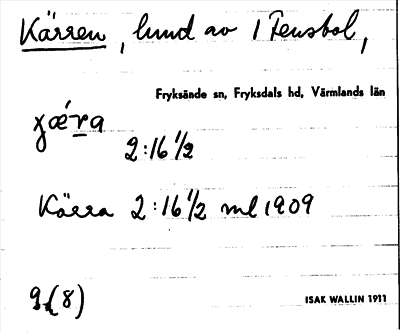 Kärren, lund av 1 Fensbol,
Fryksände sn, Fryksdals hd, Värmlands län
2:16 1/2
Kärra 2:16 1/2 ml 1909
(8)
ISAK WALLIN 1911